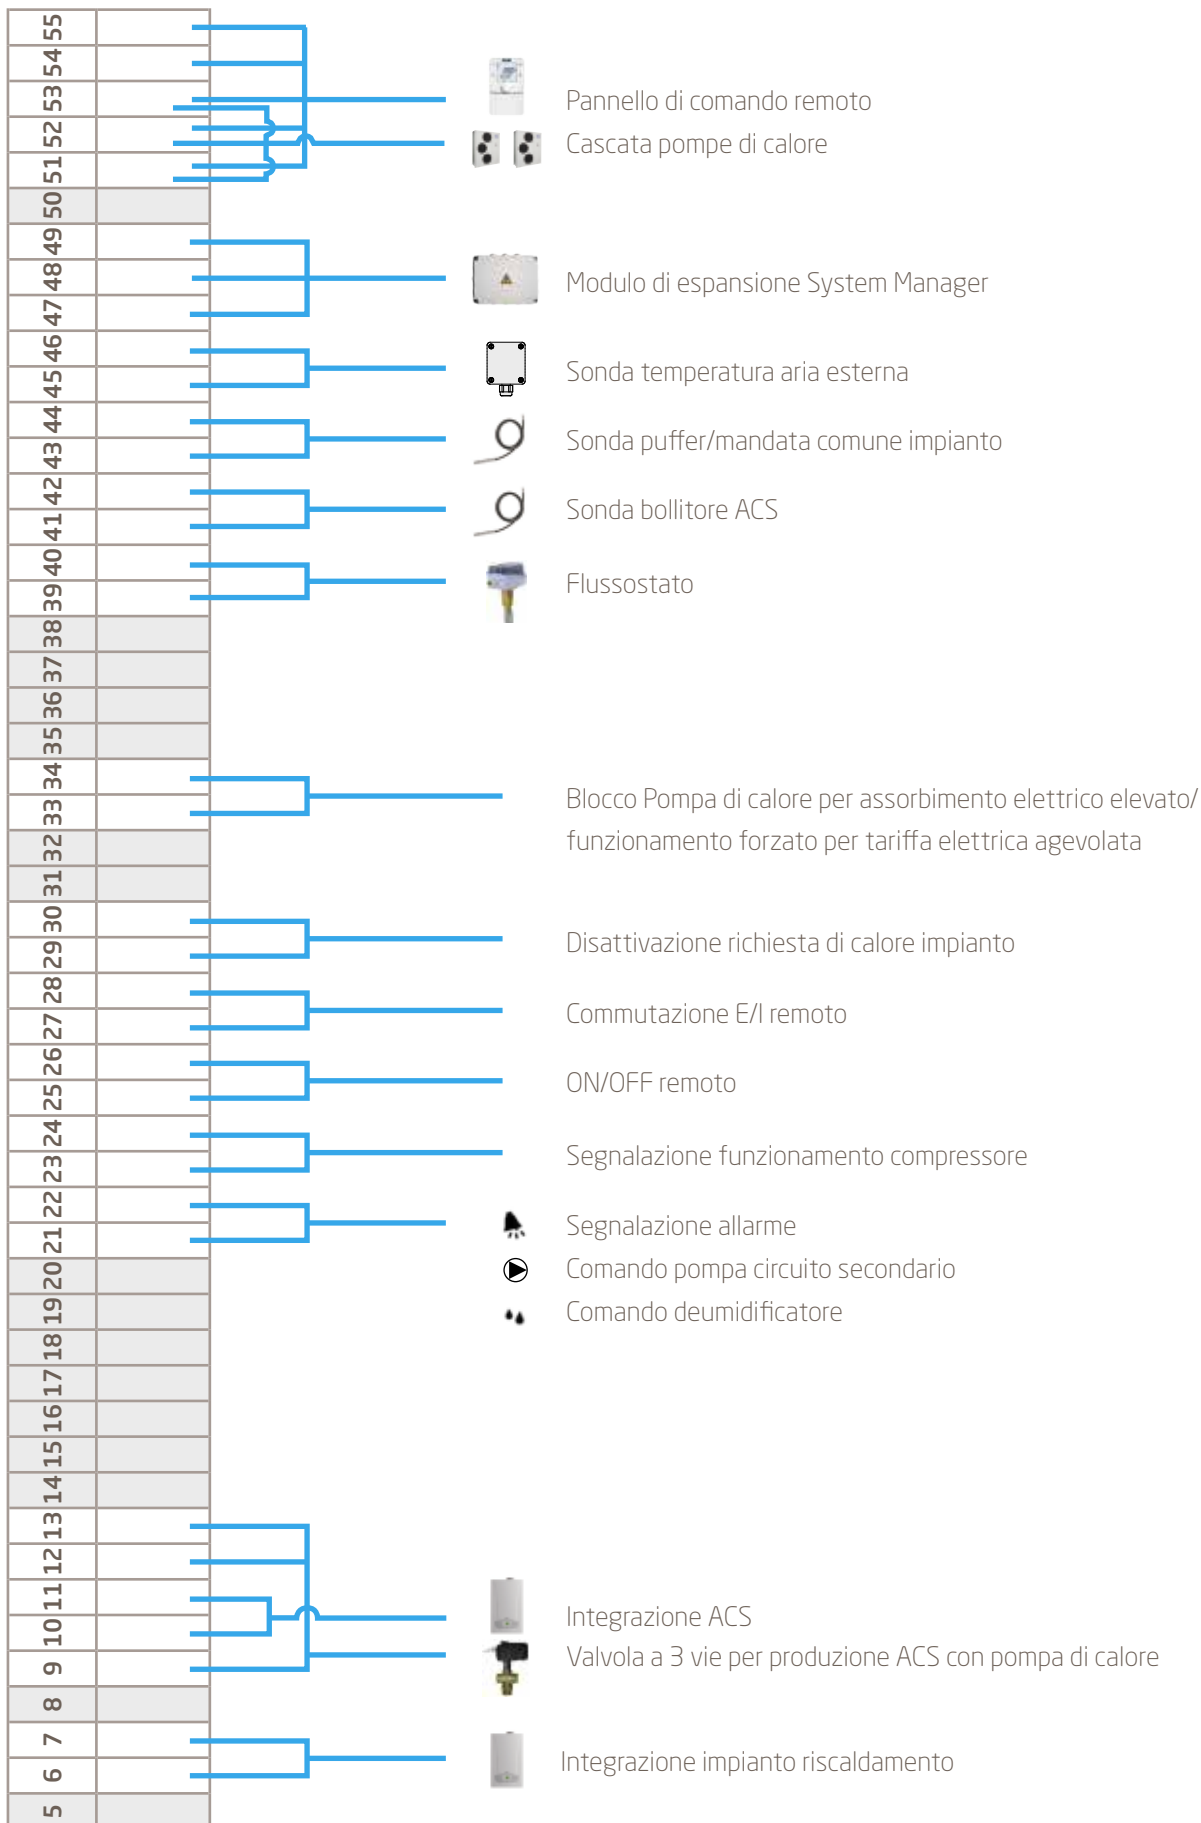 55
54
53
Pannello di comando remoto
52
Cascata pompe di calore
51
50
49
48
Modulo di espansione System Manager
47
46
45
Sonda temperatura aria esterna
44
43
Sonda puffer/mandata comune impianto
42
41
Sonda bollitore ACS
40
39
Flussostato
38
37
36
35
34
33
Blocco Pompa di calore per assorbimento elettrico elevato/
funzionamento forzato per tariffa elettrica agevolata
32
31
30
29
Disattivazione richiesta di calore impianto
28
27
Commutazione E/I remoto
26
25
ON/OFF remoto
24
23
Segnalazione funzionamento compressore
22
21
Segnalazione allarme
20
Comando pompa circuito secondario
19
Comando deumidificatore
18
17
16
15
14
13
12
11
10
Integrazione ACS
9
Valvola a 3 vie per produzione ACS con pompa di calore
8
7
6
Integrazione impianto riscaldamento
5